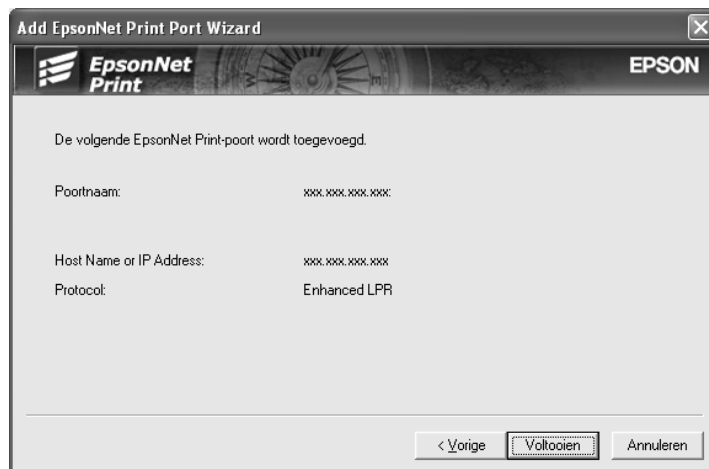 Add EpsonNet Print Port Wizard
EpsonNet
Print
EPSON
W
E
De volgende EpsonNet Print-poort wordt toegevoegd.
Poortnaam: xxx.xxx.xxx.xxx:
Host Name or IP Address: xxx.xxx.xxx.xxx
Protocol: Enhanced LPR
< Vorige Voltooien Annuleren